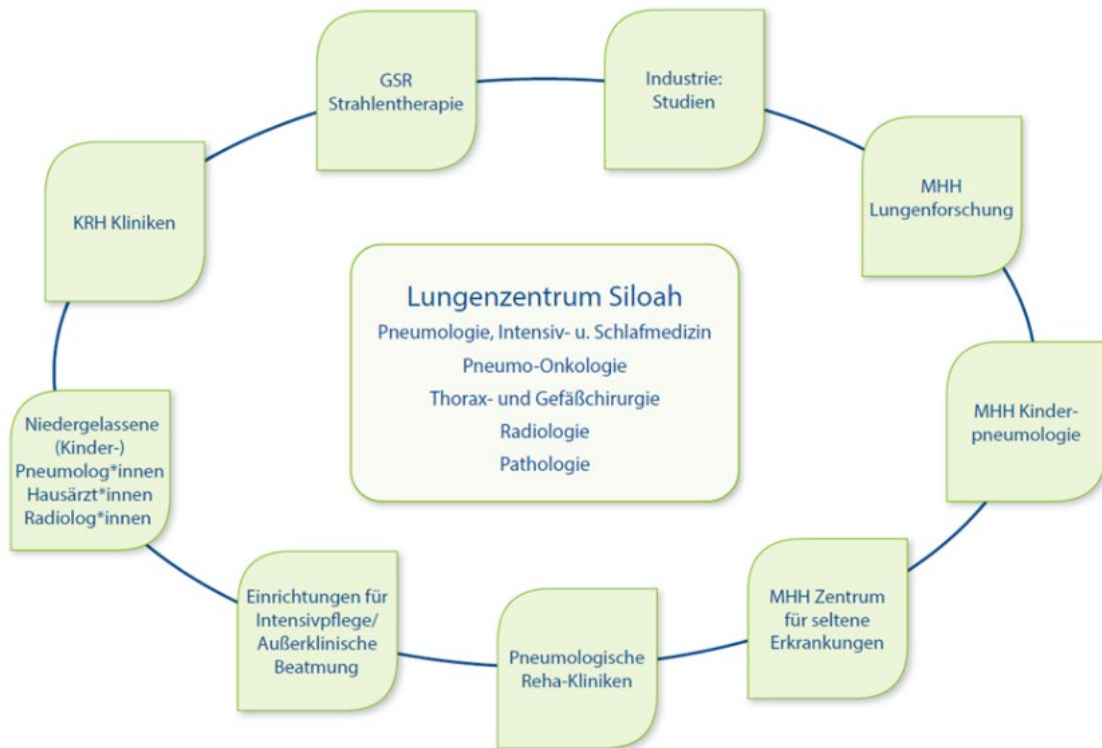 GSR
Strahlentherapie
Industrie:
Studien
KRH Kliniken
MHH
Lungenforschung
Lungenzentrum Siloah
Pneumologie, Intensiv- u. Schlafmedizin
Pneumo-Onkologie
Thorax- und Gefäßchirurgie
Radiologie
Pathologie
Niedergelassene
(Kinder-)
Pneumolog*innen
Hausärzt*innen
Radiolog*innen
MHH Kinder-
pneumologie
Einrichtungen für
Intensivpflege/
Außerklinische
Beatmung
Pneumologische
Reha-Kliniken
MHH Zentrum
für seltene
Erkrankungen